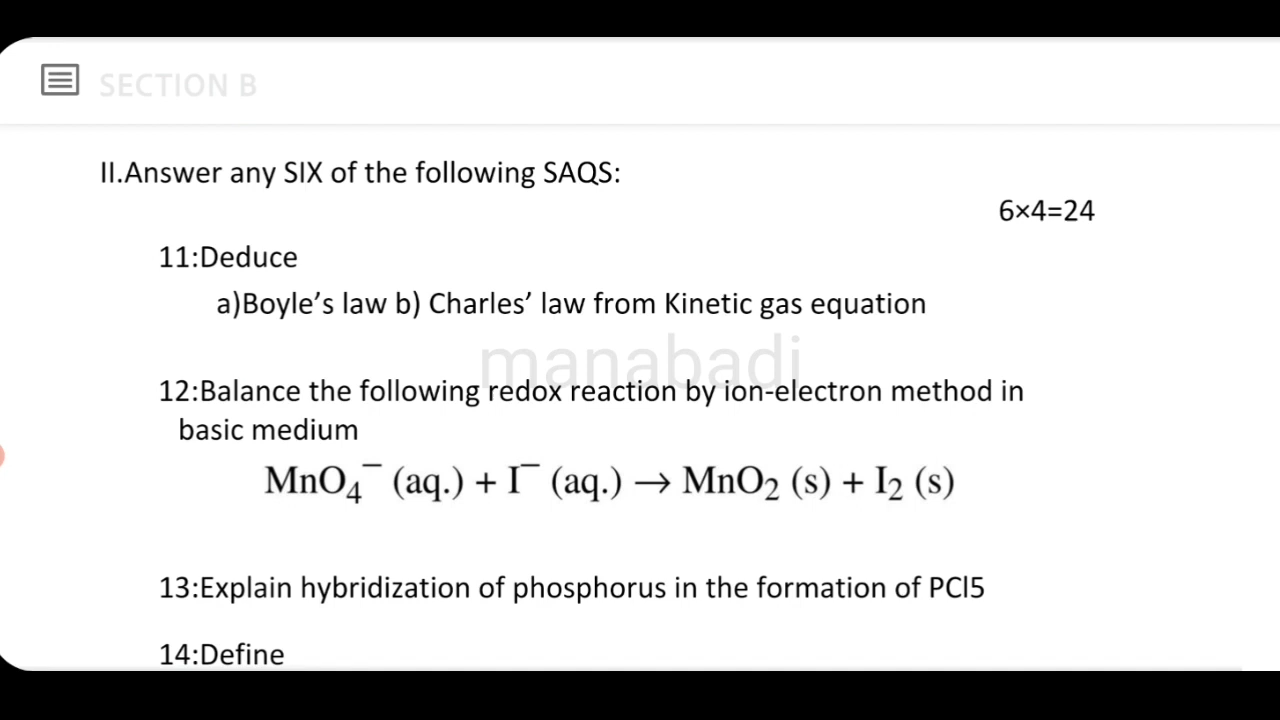 SECTION B
II.Answer any SIX of the following SAQS:
6×4=24
11:Deduce
a)Boyle’s law b) Charles’ law from Kinetic gas equation
manabadi
12:Balance the following redox reaction by ion-electron method in
basic medium
MnO₄⁻ (aq.) + I⁻ (aq.) → MnO₂ (s) + I₂ (s)
13:Explain hybridization of phosphorus in the formation of PCl5
14:Define